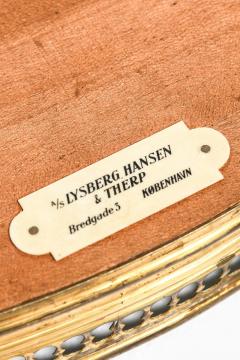 A/S LYSBERG HANSEN
& THERP
Bredgade 3 KØBENHAVN